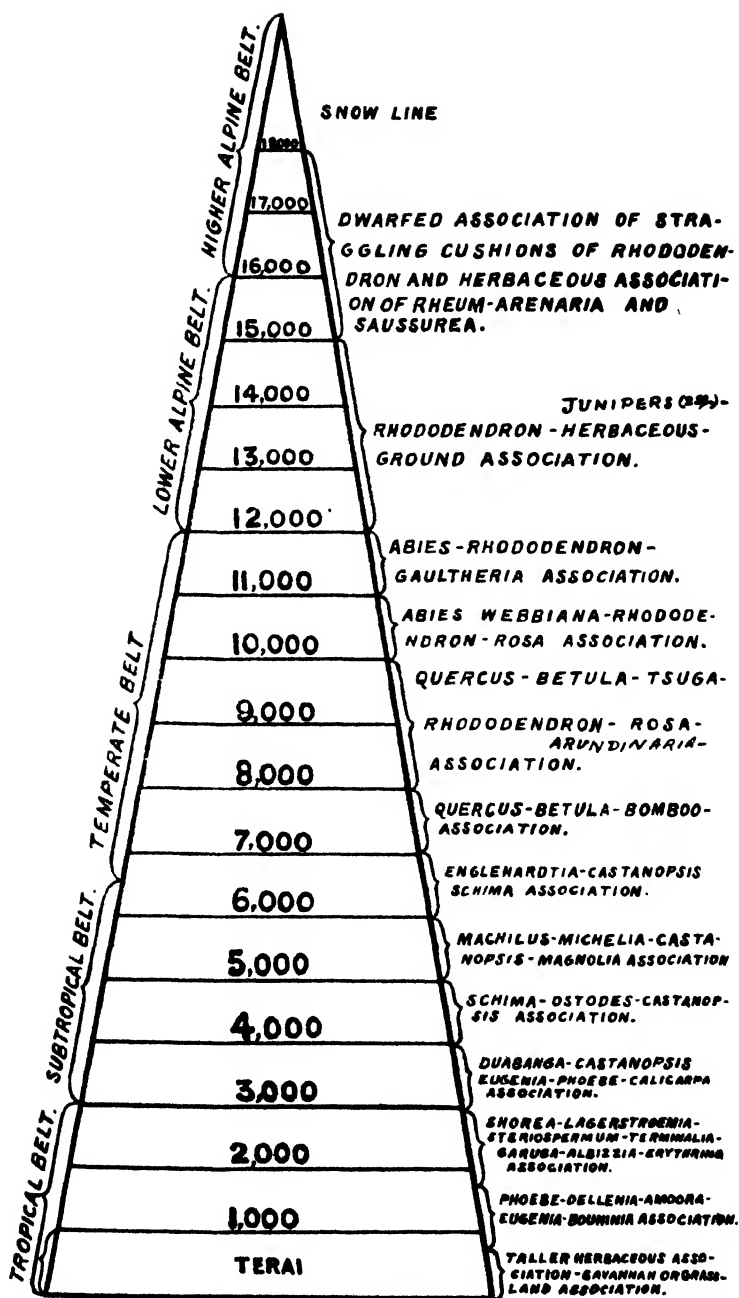 HIGHER ALPINE BELT.
SNOW LINE
18,000
17,000
DWARFED ASSOCIATION OF STRA-
GGLING CUSHIONS OF RHODODEN-
DRON AND HERBACEOUS ASSOCIATI-
ON OF RHEUM-ARENARIA AND
SAUSSUREA.
16,000
LOWER ALPINE BELT.
15,000
14,000
JUNIPERS
RHODODENDRON-HERBACEOUS-
GROUND ASSOCIATION.
13,000
12,000
TEMPERATE BELT
ABIES-RHODODENDRON-
GAULTHERIA ASSOCIATION.
11,000
ABIES WEBBIANA-RHODODE-
NDRON-ROSA ASSOCIATION.
10,000
QUERCUS-BETULA-TSUGA-
RHODODENDRON-ROSA-
ARUNDINARIA-
ASSOCIATION.
9,000
8,000
QUERCUS-BETULA-BOMBOO-
ASSOCIATION.
7,000
ENGLEHARDTIA-CASTANOPSIS
SCHIMA ASSOCIATION.
SUBTROPICAL BELT.
6,000
MACHILUS-MICHELIA-CASTA-
NOPSIS-MAGNOLIA ASSOCIATION
5,000
SCHIMA-OSTODES-CASTANOP-
SIS ASSOCIATION.
4,000
DUABANGA-CASTANOPSIS
EUGENIA-PHOEBE-CALICARPA
ASSOCIATION.
3,000
TROPICAL BELT.
SHOREA-LAGERSTROEMIA-
STERIOSPERMUM-TERMINALIA-
GARUGA-ALBIZZIA-ERYTHRINA
ASSOCIATION.
2,000
PHOEBE-DELLENIA-AMOORA-
EUGENIA-BOUHINIA ASSOCIATION.
1,000
TERAI
TALLER HERBACEOUS ASSO-
CIATION-SAVANNAH OR GRASS-
LAND ASSOCIATION.